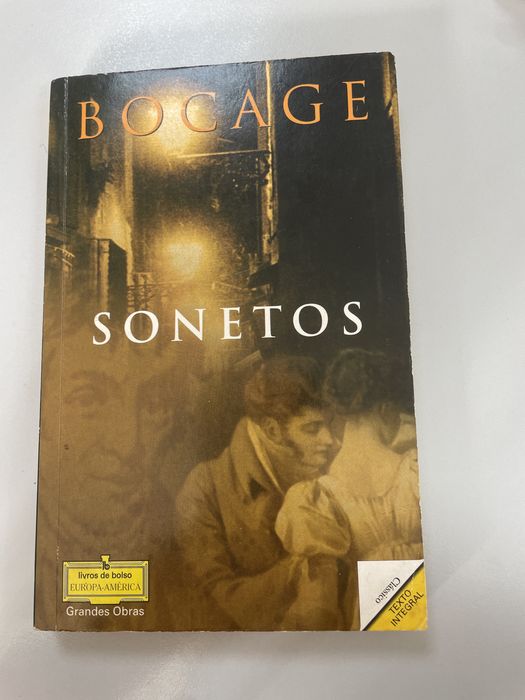 BOCAGE
SONETOS
livros de bolso
EUROPA-AMÉRICA
Grandes Obras
Clássico
TEXTO
INTEGRAL